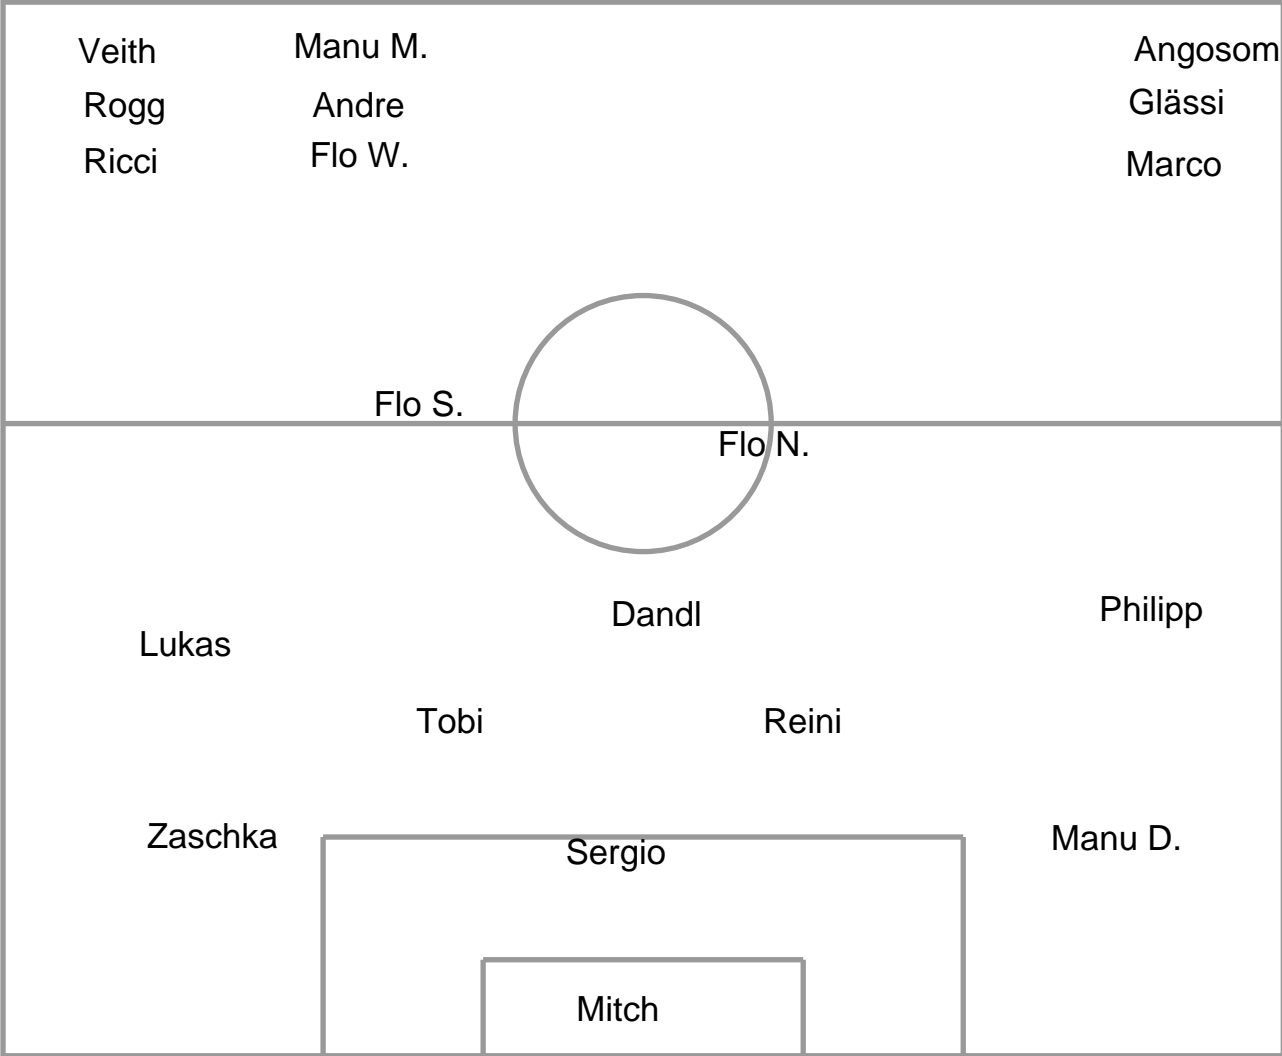 Veith
Manu M.
Angosom
Rogg
Andre
Glässi
Ricci
Flo W.
Marco
Flo S.
Flo N.
Dandl
Philipp
Lukas
Tobi
Reini
Zaschka
Sergio
Manu D.
Mitch